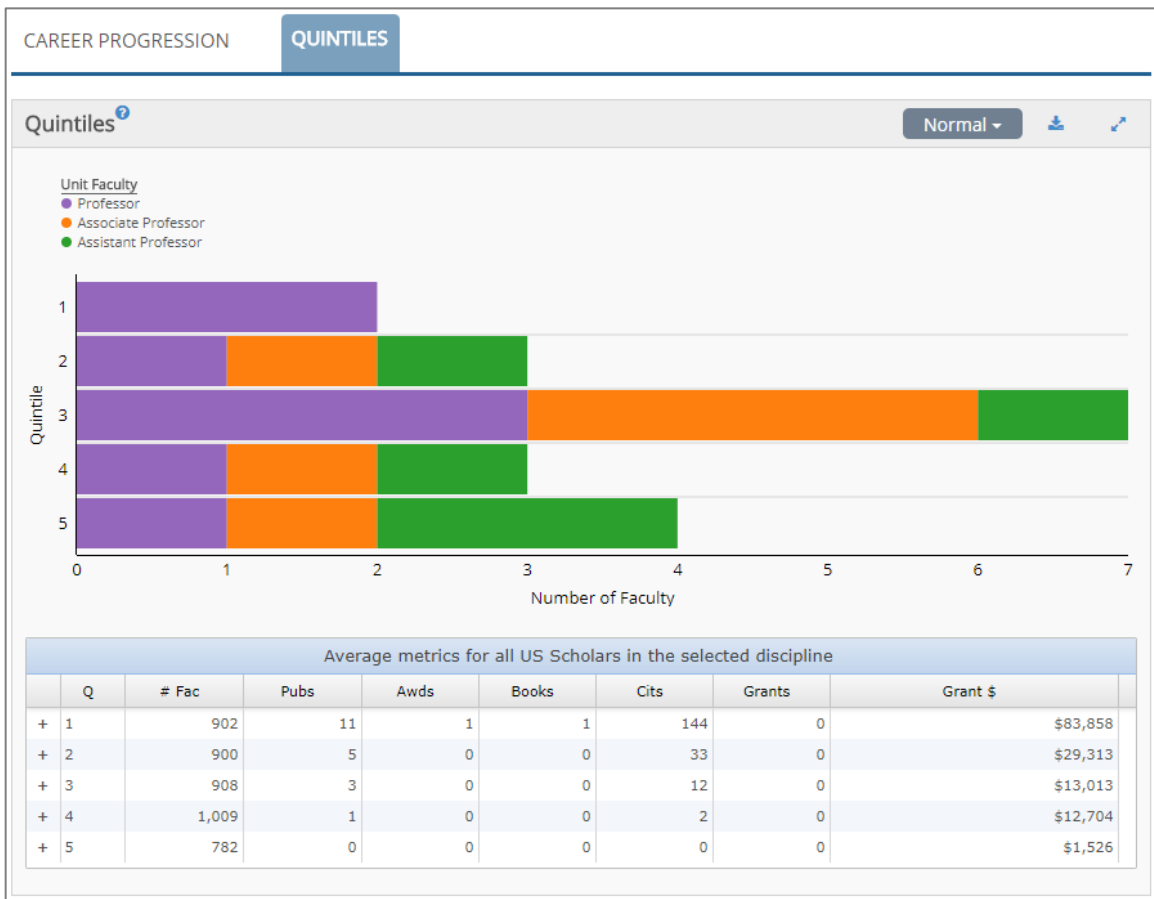 CAREER PROGRESSION QUINTILES
Quintiles ?
Normal
Unit Faculty
Professor
Associate Professor
Assistant Professor
Quintile
1
2
3
4
5
0 1 2 3 4 5 6 7
Number of Faculty
Average metrics for all US Scholars in the selected discipline
Q # Fac Pubs Awds Books Cits Grants Grant $
+ 1 902 11 1 1 144 0 $83,858
+ 2 900 5 0 0 33 0 $29,313
+ 3 908 3 0 0 12 0 $13,013
+ 4 1,009 1 0 0 2 0 $12,704
+ 5 782 0 0 0 0 0 $1,526